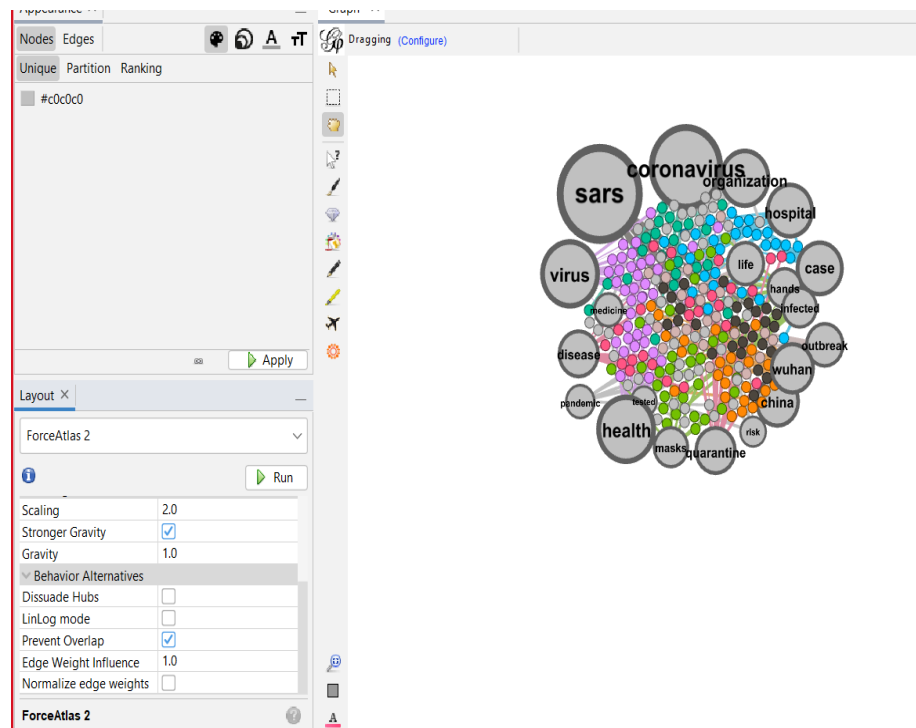 Appearance ×
Graph ×
Nodes Edges
A
тT
Dragging (Configure)
Unique Partition Ranking
#c0c0c0
Apply
Layout ×
ForceAtlas 2
Run
Scaling 2.0
Stronger Gravity
Gravity 1.0
Behavior Alternatives
Dissuade Hubs
LinLog mode
Prevent Overlap
Edge Weight Influence 1.0
Normalize edge weights
ForceAtlas 2
?
A
coronavirus
organization
sars
hospital
virus
life
case
hands
medicine
infected
disease
outbreak
wuhan
pandemic
tested
china
health
risk
masks
quarantine